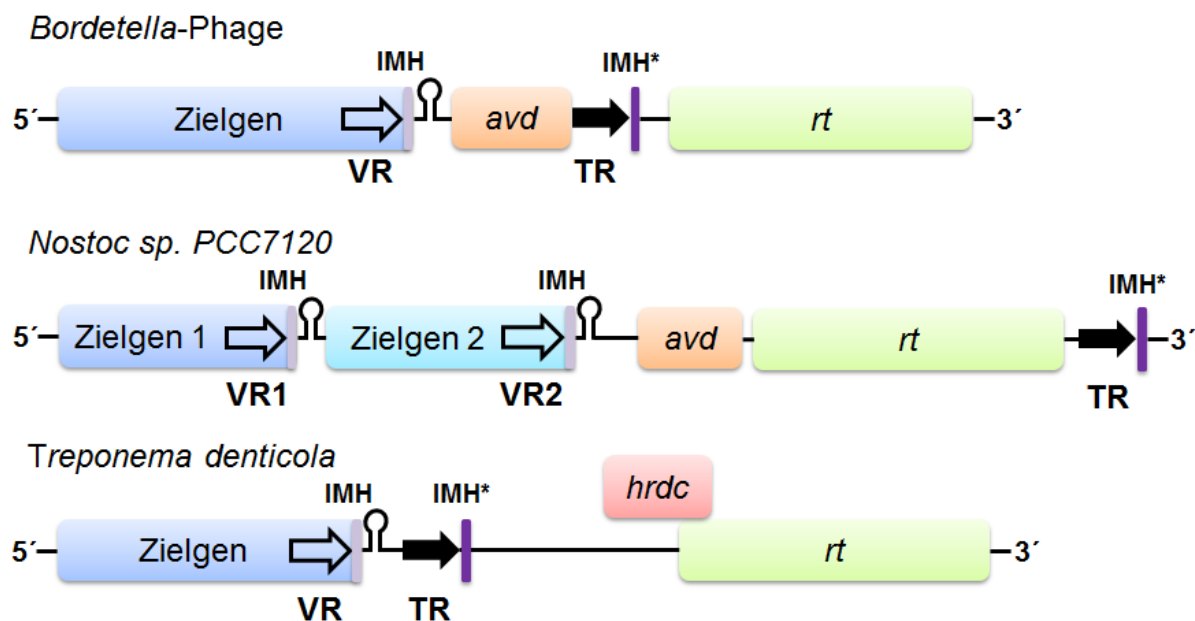 Bordetella-Phage
IMH IMH*
5´ Zielgen avd rt 3´
VR TR
Nostoc sp. PCC7120
IMH IMH IMH*
5´ Zielgen 1 Zielgen 2 avd rt 3´
VR1 VR2 TR
Treponema denticola
IMH IMH* hrdc
5´ Zielgen rt 3´
VR TR